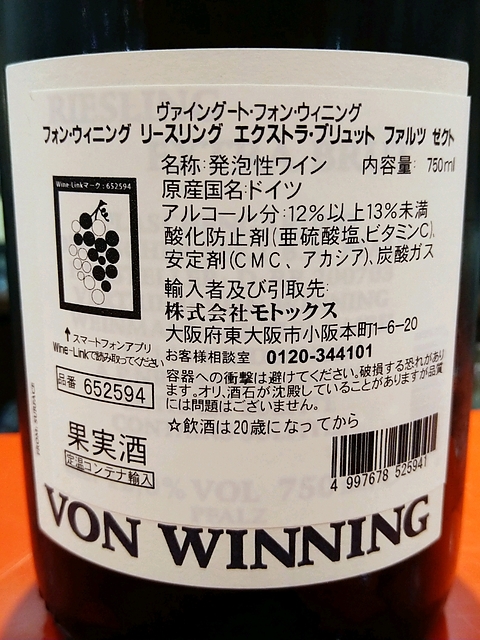 ヴァイングート・フォン・ウィニング
フォン・ウィニング リースリング エクストラ・ブリュット ファルツ ゼクト
名称:発泡性ワイン 内容量: 750ml
原産国名:ドイツ
アルコール分:12%以上13%未満
酸化防止剤(亜硫酸塩、ビタミンC)、
安定剤(CMC、アカシア)、炭酸ガス
輸入者及び引取先:
株式会社モトックス
大阪府東大阪市小阪本町1-6-20
お客様相談室 0120-344101
Wine-Linkマーク:652594
↑スマートフォンアプリ
Wine-Linkで読み取ってください
品番 652594
容器への衝撃は避けてください。破損する恐れがあり
ます。オリ、酒石が沈殿していることがありますが品質
には問題はございません。
☆飲酒は20歳になってから
果実酒
定温コンテナ輸入
4 997678 525941
VON WINNING